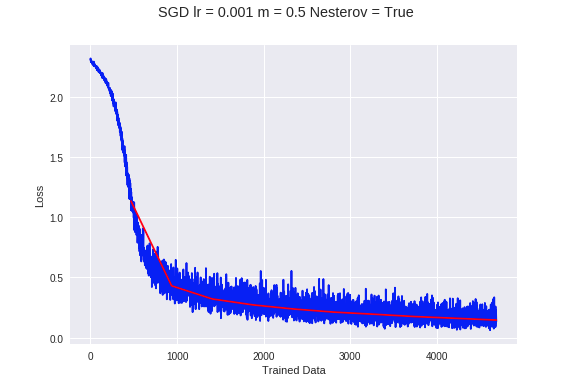 SGD lr = 0.001 m = 0.5 Nesterov = True
Loss
2.0
1.5
1.0
0.5
0.0
0 1000 2000 3000 4000
Trained Data